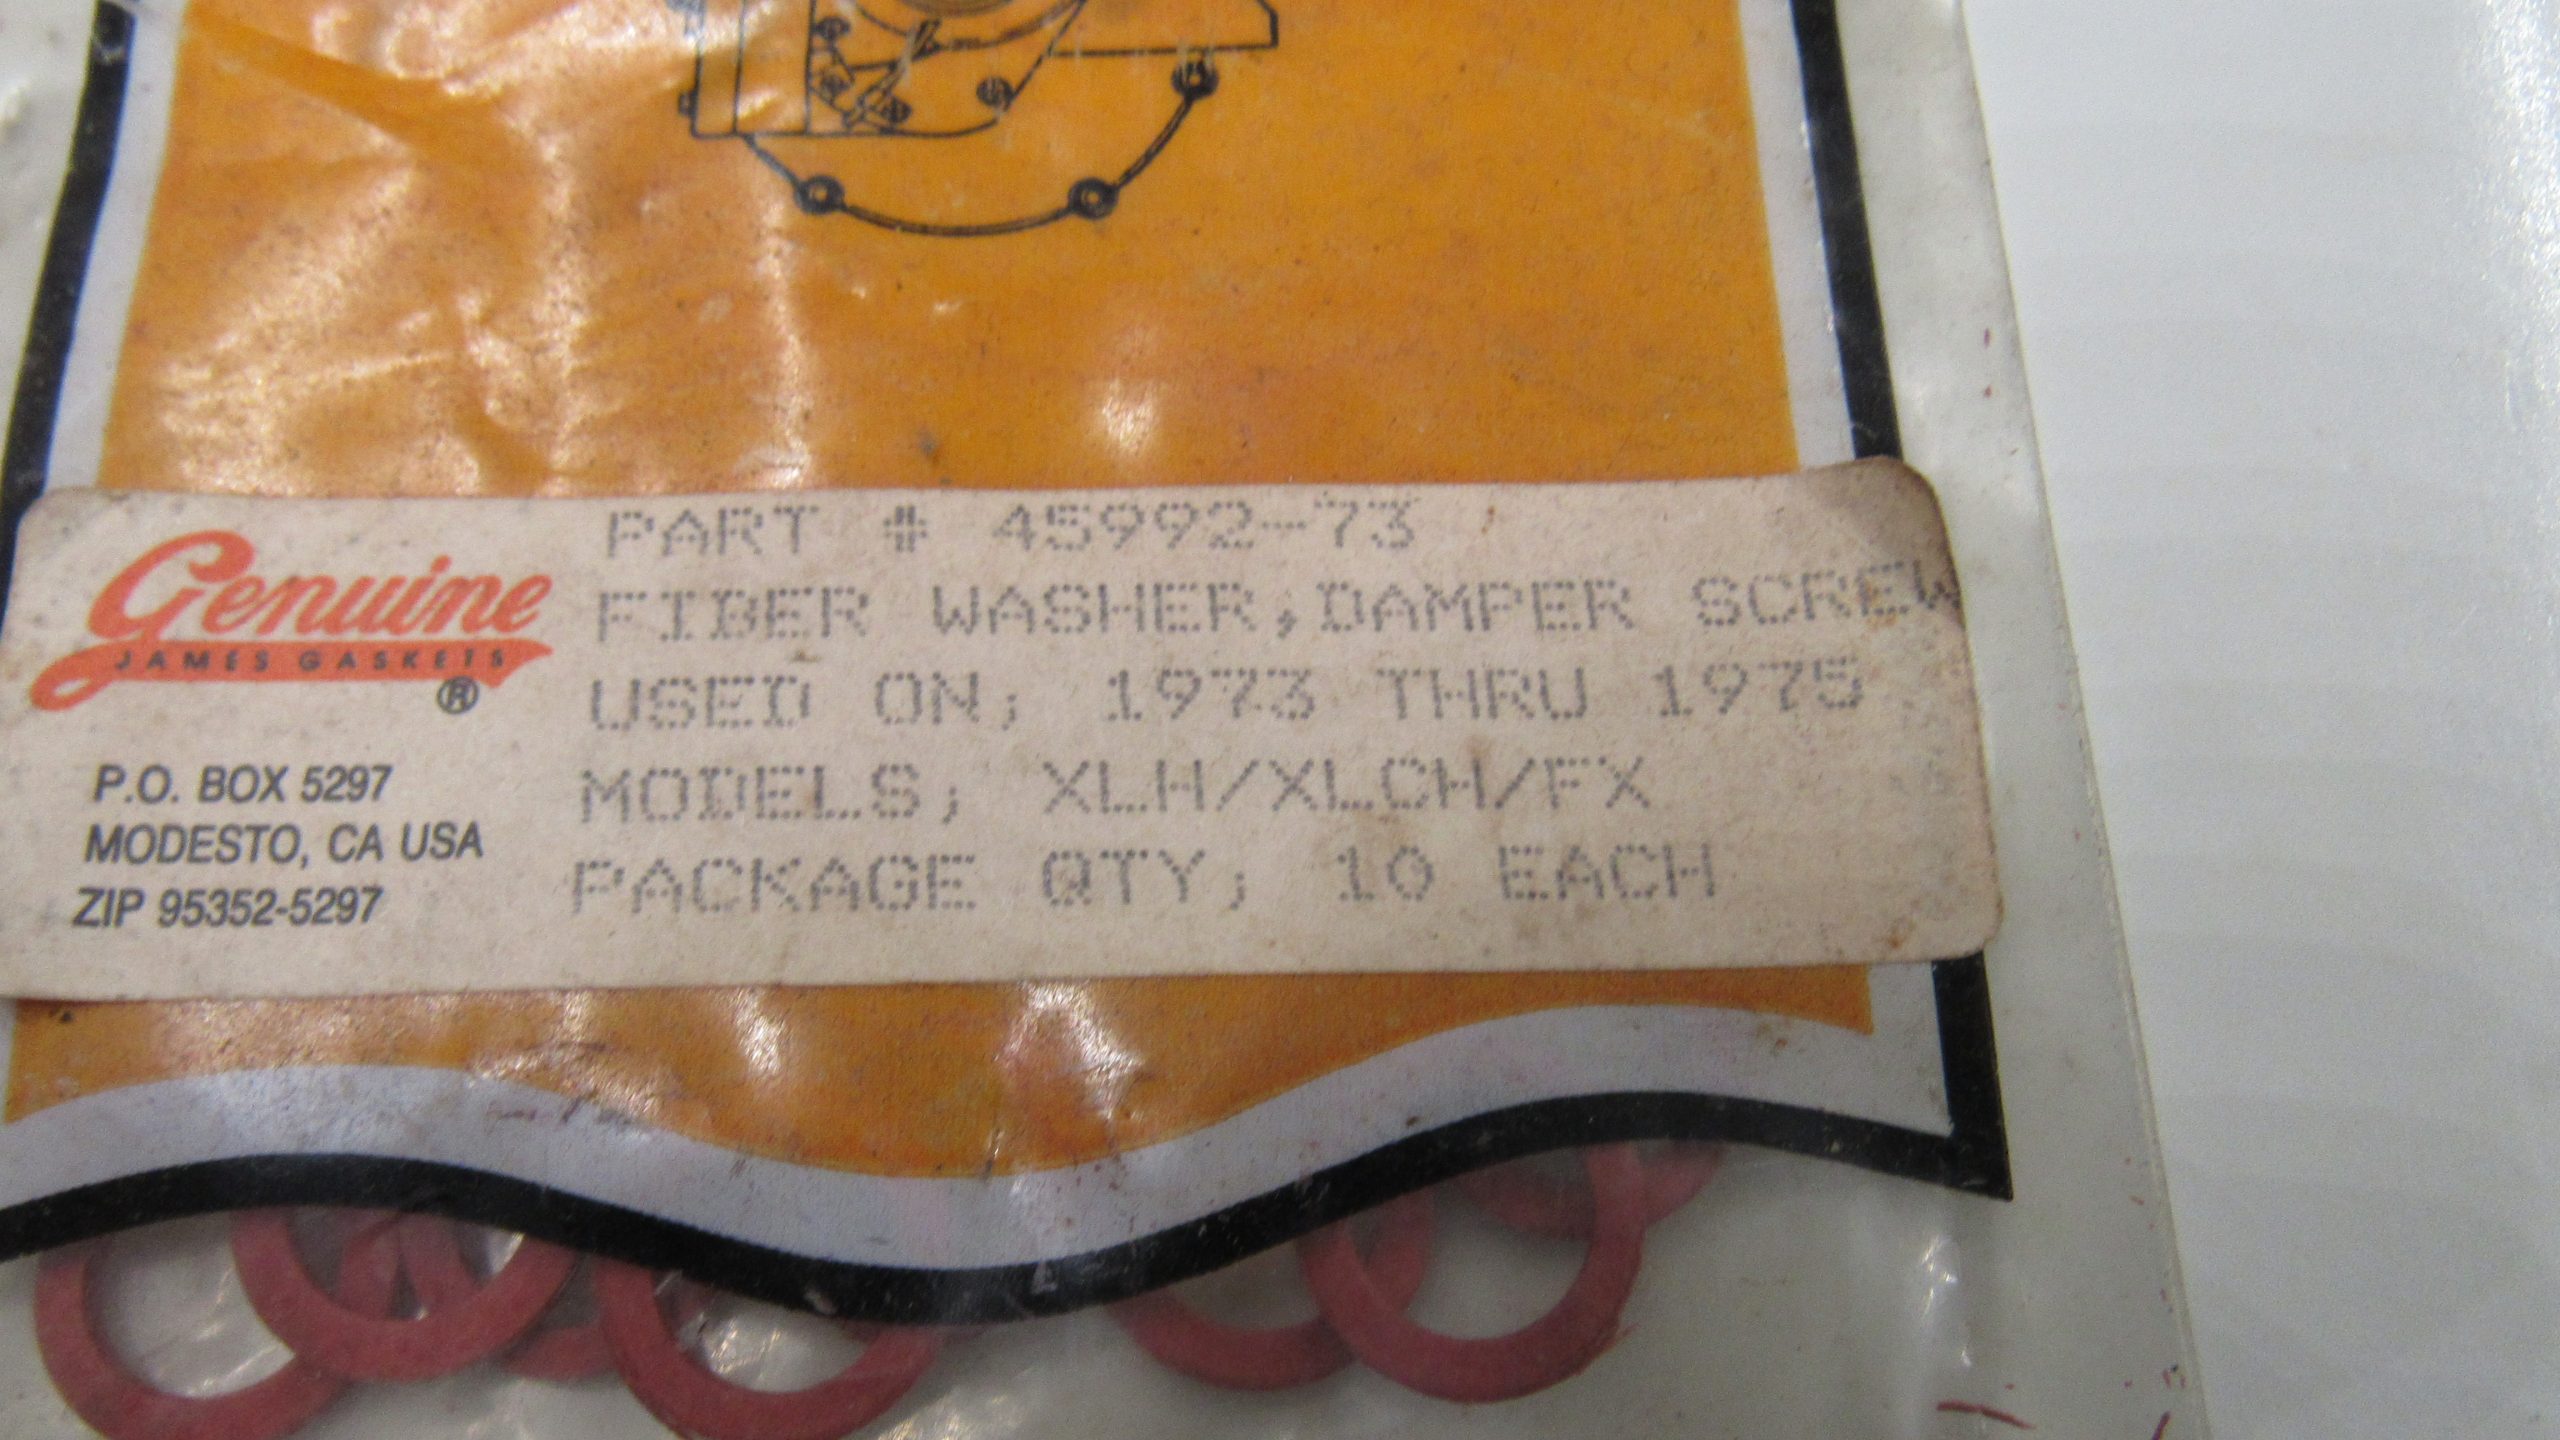 Genuine
JAMES GASKETS
®
P.O. BOX 5297
MODESTO, CA USA
ZIP 95352-5297
PART # 45992-73
FIBER WASHER,DAMPER SCREW
USED ON; 1973 THRU 1975
MODELS; XLH/XLCH/FX
PACKAGE QTY; 10 EACH